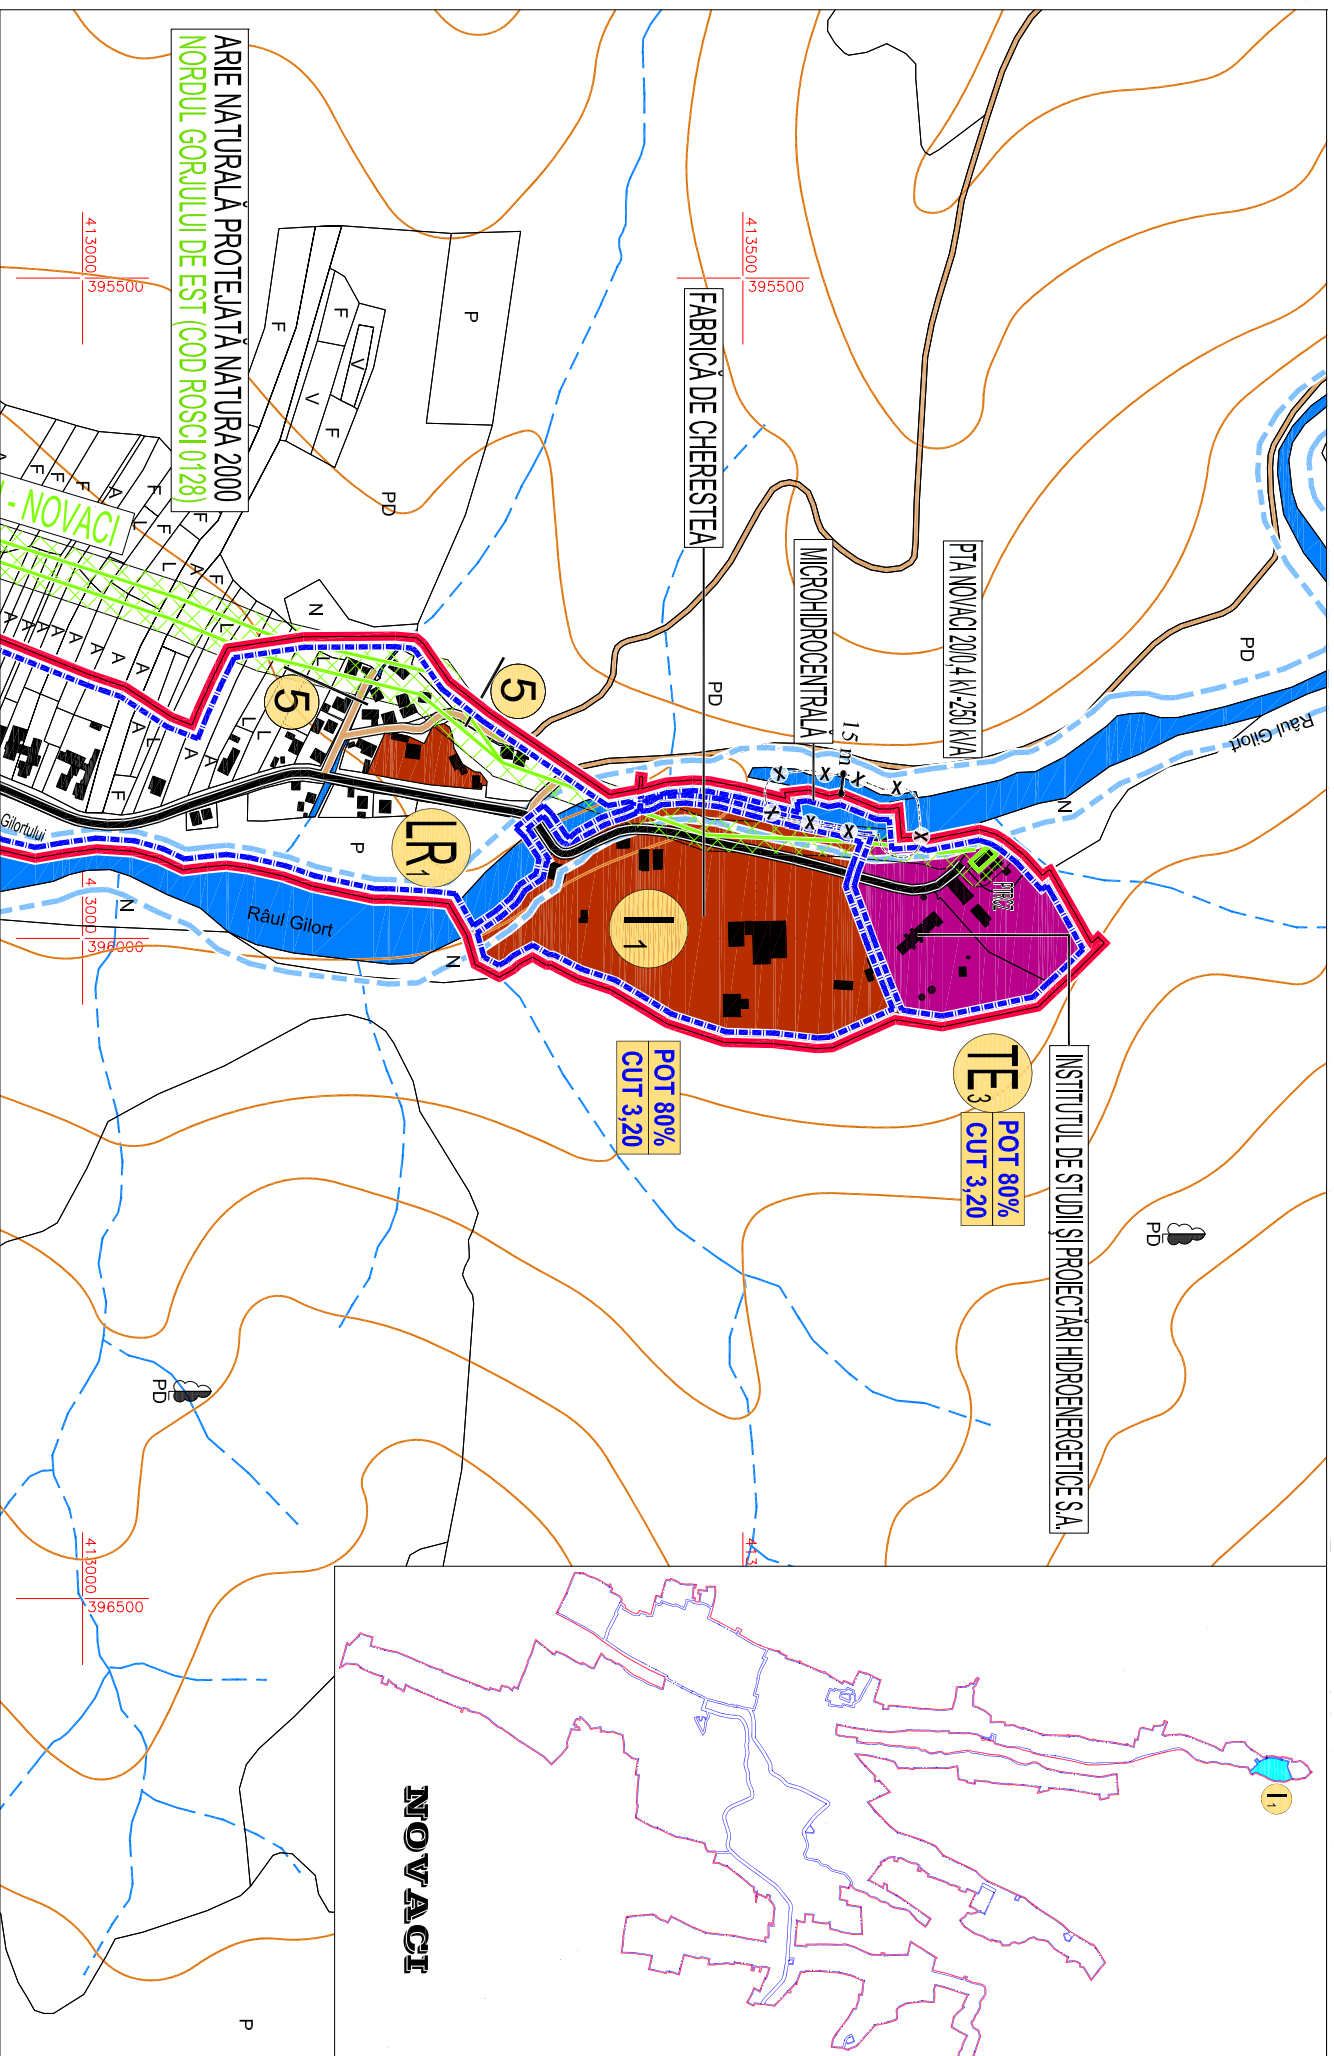 ARIE NATURALĂ PROTEJATĂ NATURA 2000
NORDUL GORJULUI DE EST (COD ROSCI 0128)
- NOVACI
413000
395500
413500
395500
FABRICĂ DE CHERESTEA
MICROHIDROCENTRALĂ
PTA NOVACI 20/0,4 kV-250 kVA
15 m
Râul Gilort
PD
PD
PD
P
F
F
V
V
F
N
N
5
5
LR1
I1
PTRZ
TE3
POT 80%
CUT 3,20
POT 80%
CUT 3,20
INSTITUTUL DE STUDII ȘI PROIECTĂRI HIDROENERGETICE S.A.
Gilortului
P
N
N
Râul Gilort
396000
PD
PD
413000
396500
P
I1
NOVACI